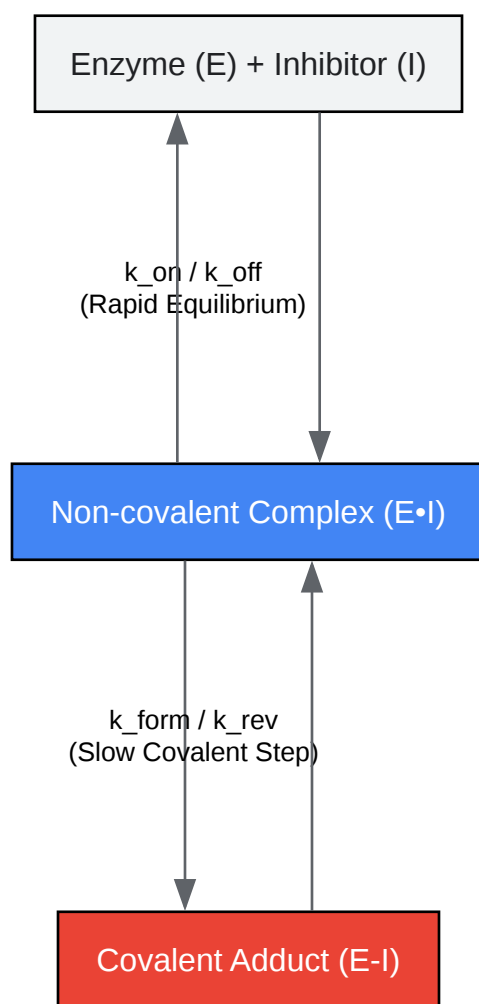 Enzyme (E) + Inhibitor (I)
k_on / k_off
(Rapid Equilibrium)
Non-covalent Complex (E•I)
k_form / k_rev
(Slow Covalent Step)
Covalent Adduct (E-I)